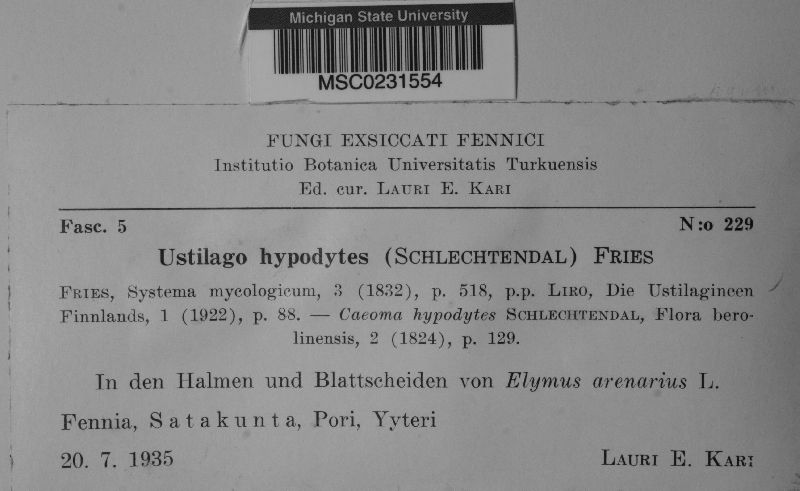 Michigan State University
MSC0231554
FUNGI EXSICCATI FENNICI
Institutio Botanica Universitatis Turkuensis
Ed. cur. LAURI E. KARI
Fasc. 5 N:o 229
Ustilago hypodytes (SCHLECHTENDAL) FRIES
FRIES, Systema mycologicum, 3 (1832), p. 518, p.p. LIRO, Die Ustilagineen
Finnlands, 1 (1922), p. 88. — Caeoma hypodytes SCHLECHTENDAL, Flora bero-
linensis, 2 (1824), p. 129.
In den Halmen und Blattscheiden von Elymus arenarius L.
Fennia, Satakunta, Pori, Yyteri
20. 7. 1935 LAURI E. KARI